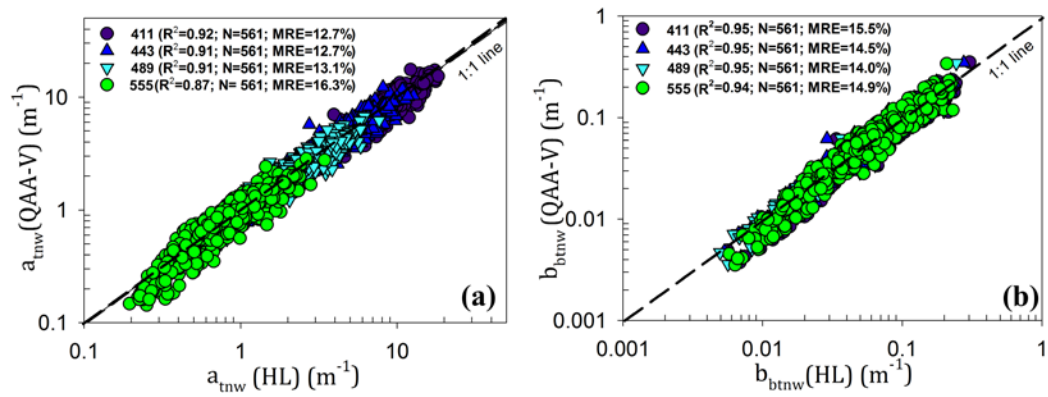 411 (R²=0.92; N=561; MRE=12.7%)
443 (R²=0.91; N=561; MRE=12.7%)
489 (R²=0.91; N=561; MRE=13.1%)
555 (R²=0.87; N= 561; MRE=16.3%)
1:1 line
10
1
0.1
a_tnw(QAA-V) (m⁻¹)
(a)
0.1
1
10
a_tnw (HL) (m⁻¹)
411 (R²=0.95; N=561; MRE=15.5%)
443 (R²=0.95; N=561; MRE=14.5%)
489 (R²=0.95; N=561; MRE=14.0%)
555 (R²=0.94; N=561; MRE=14.9%)
1:1 line
1
0.1
0.01
0.001
b_btnw(QAA-V) (m⁻¹)
(b)
0.001
0.01
0.1
1
b_btnw(HL) (m⁻¹)